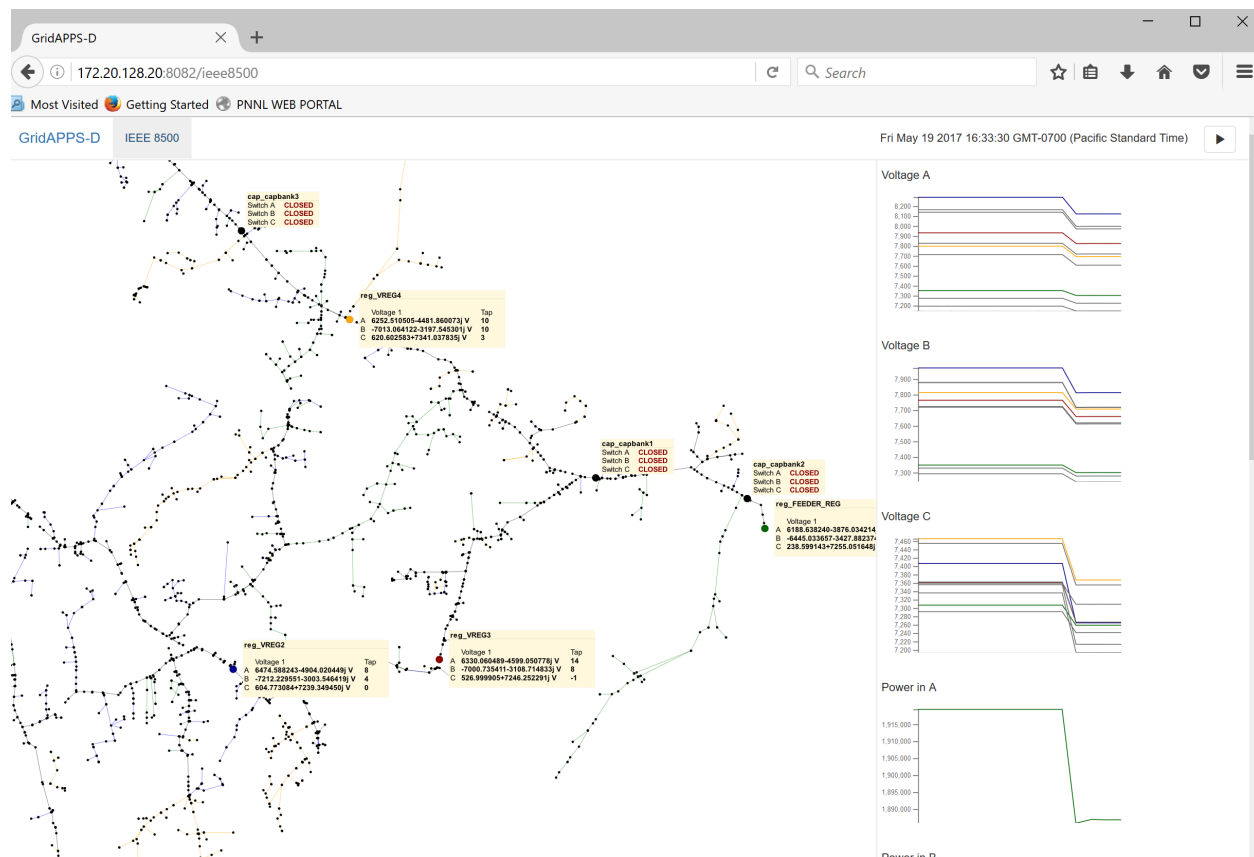 GridAPPS-D
172.20.128.20:8082/ieee8500
Search
Most Visited Getting Started PNNL WEB PORTAL
GridAPPS-D IEEE 8500 Fri May 19 2017 16:33:30 GMT-0700 (Pacific Standard Time)
cap_capbank3
Switch A CLOSED
Switch B CLOSED
Switch C CLOSED
reg_VREG4
Voltage 1 Tap
A 6252.510505-4481.860073j V 10
B -7013.064122-3197.545301j V 10
C 620.602583+7341.037835j V 3
cap_capbank1
Switch A CLOSED
Switch B CLOSED
Switch C CLOSED
cap_capbank2
Switch A CLOSED
Switch B CLOSED
Switch C CLOSED
reg_FEEDER_REG
Voltage 1
A 6188.638240-3876.034214
B -6445.033657-3427.882374
C 238.599143+7255.051648j
reg_VREG2
Voltage 1 Tap
A 6474.588243-4904.020449j V 8
B -7212.229551-3003.546419j V 4
C 604.773084+7239.349450j V 0
reg_VREG3
Voltage 1 Tap
A 6330.060489-4599.050778j V 14
B -7000.735411-3108.714833j V 8
C 526.999905+7246.252291j V -1
Voltage A
8,200
8,100
8,000
7,900
7,800
7,700
7,600
7,500
7,400
7,300
7,200
Voltage B
7,900
7,800
7,700
7,600
7,500
7,400
7,300
Voltage C
7,460
7,440
7,420
7,400
7,380
7,360
7,340
7,320
7,300
7,280
7,260
7,240
7,220
7,200
Power in A
1,915,000
1,910,000
1,905,000
1,900,000
1,895,000
1,890,000
Power in B